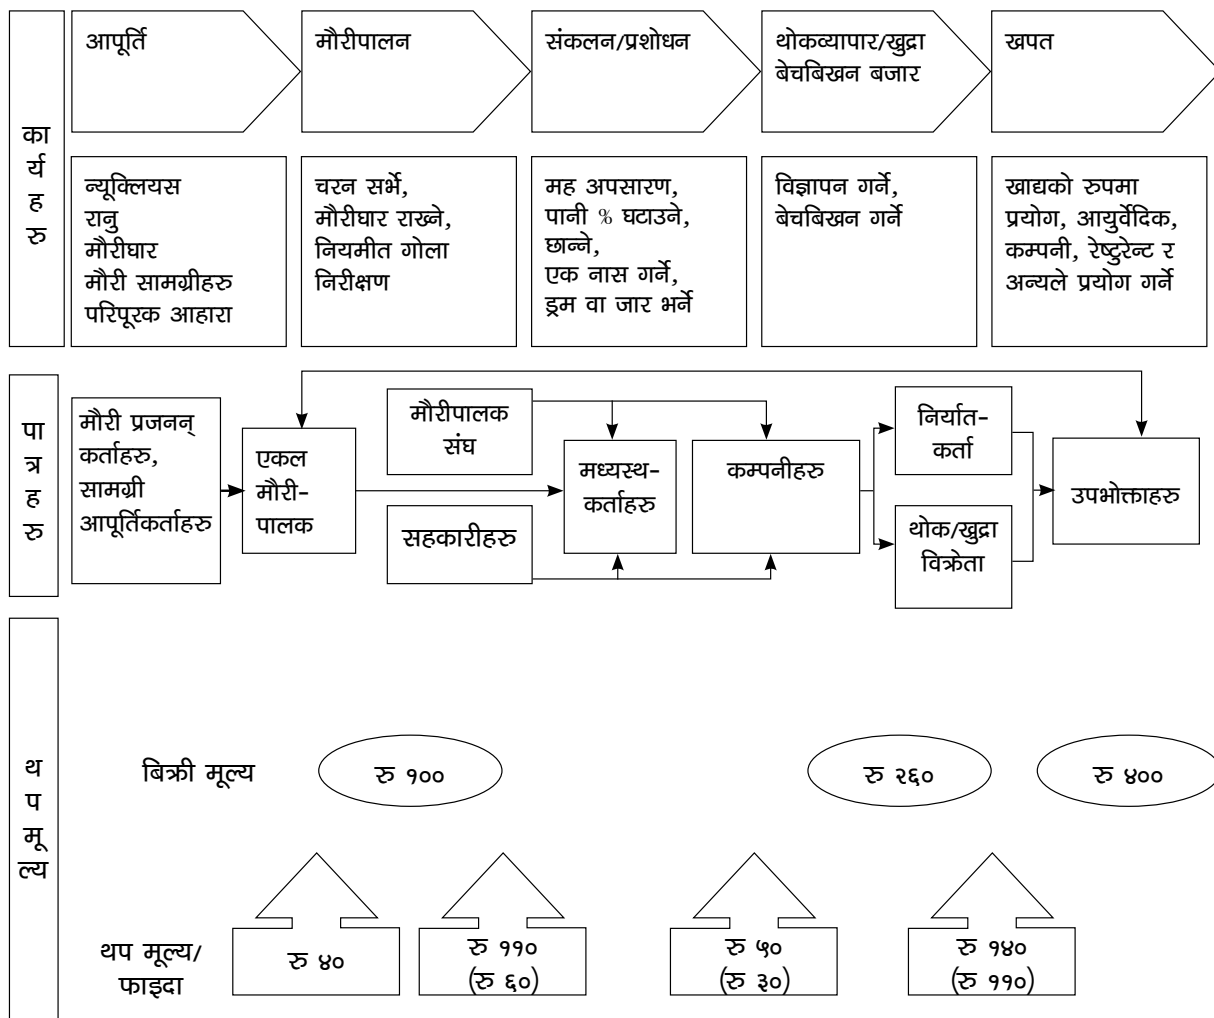 कार्यहरु
आपूर्ति
मौरीपालन
संकलन/प्रशोधन
थोकव्यापार/खुद्रा
बेचबिखन बजार
खपत
न्यूक्लियस
रानु
मौरीघार
मौरी सामग्रीहरु
परिपूरक आहारा
चरन सर्भे,
मौरीघार राख्ने,
नियमीत गोला
निरीक्षण
मह अपसारण,
पानी % घटाउने,
छान्ने,
एक नास गर्ने,
ड्रम वा जार भर्ने
विज्ञापन गर्ने,
बेचबिखन गर्ने
खाद्यको रुपमा
प्रयोग, आयुर्वेदिक,
कम्पनी, रेष्टुरेन्ट र
अन्यले प्रयोग गर्ने
पात्रहरु
मौरी प्रजनन्
कर्ताहरु,
सामग्री
आपूर्तिकर्ताहरु
एकल
मौरी-
पालक
मौरीपालक
संघ
सहकारीहरु
मध्यस्थ-
कर्ताहरु
कम्पनीहरु
निर्यात-
कर्ता
थोक/खुद्रा
विक्रेता
उपभोक्ताहरु
थप मूल्य
बिक्री मूल्य
रु १००
रु २६०
रु ४००
थप मूल्य/
फाइदा
रु ४०
रु ११०
(रु ६०)
रु ५०
(रु ३०)
रु १४०
(रु ११०)